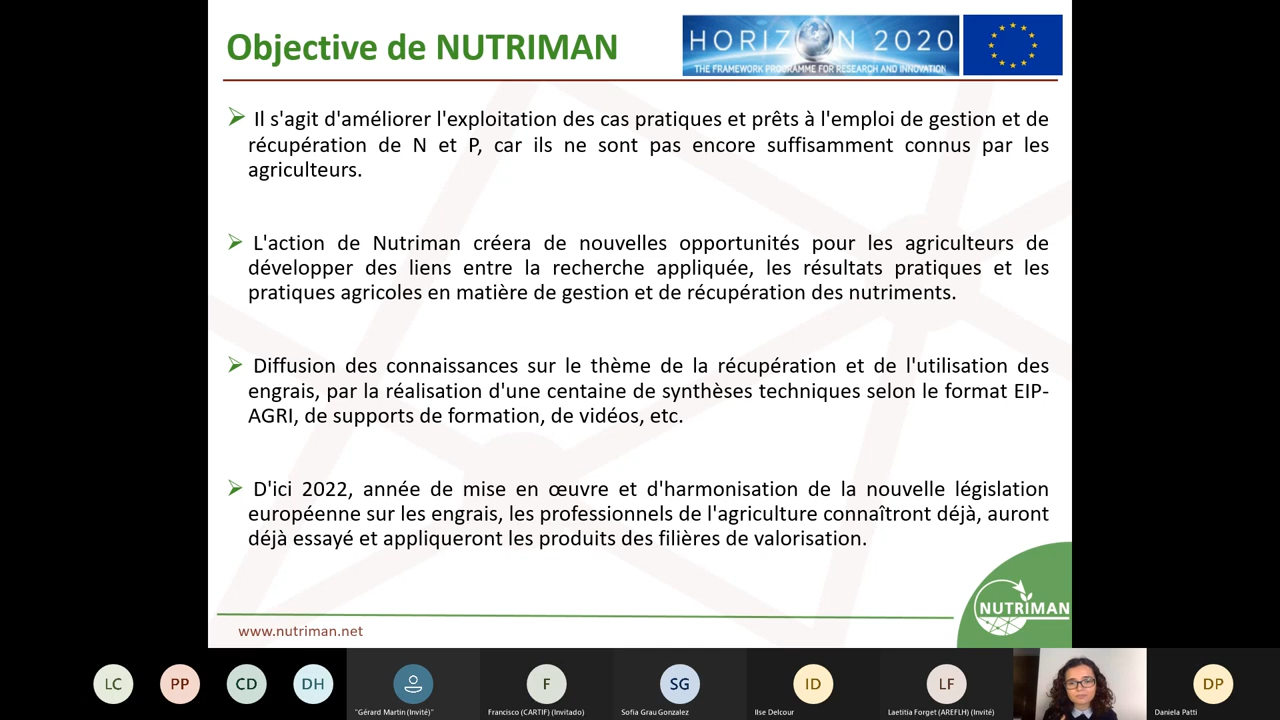 Objective de NUTRIMAN
HORIZON 2020
THE FRAMEWORK PROGRAMME FOR RESEARCH AND INNOVATION
Il s'agit d'améliorer l'exploitation des cas pratiques et prêts à l'emploi de gestion et de
récupération de N et P, car ils ne sont pas encore suffisamment connus par les
agriculteurs.
L'action de Nutriman créera de nouvelles opportunités pour les agriculteurs de
développer des liens entre la recherche appliquée, les résultats pratiques et les
pratiques agricoles en matière de gestion et de récupération des nutriments.
Diffusion des connaissances sur le thème de la récupération et de l'utilisation des
engrais, par la réalisation d'une centaine de synthèses techniques selon le format EIP-
AGRI, de supports de formation, de vidéos, etc.
D'ici 2022, année de mise en œuvre et d'harmonisation de la nouvelle législation
européenne sur les engrais, les professionnels de l'agriculture connaîtront déjà, auront
déjà essayé et appliqueront les produits des filières de valorisation.
NUTRIMAN
www.nutriman.net
LC PP CD DH F SG ID LF DP
"Gérard Martin (Invité)" Francisco (CARTIF) (Invitado) Sofia Grau Gonzalez Ilse Delcour Laetitia Forget (AREFLH) (Invité) Daniela Patti